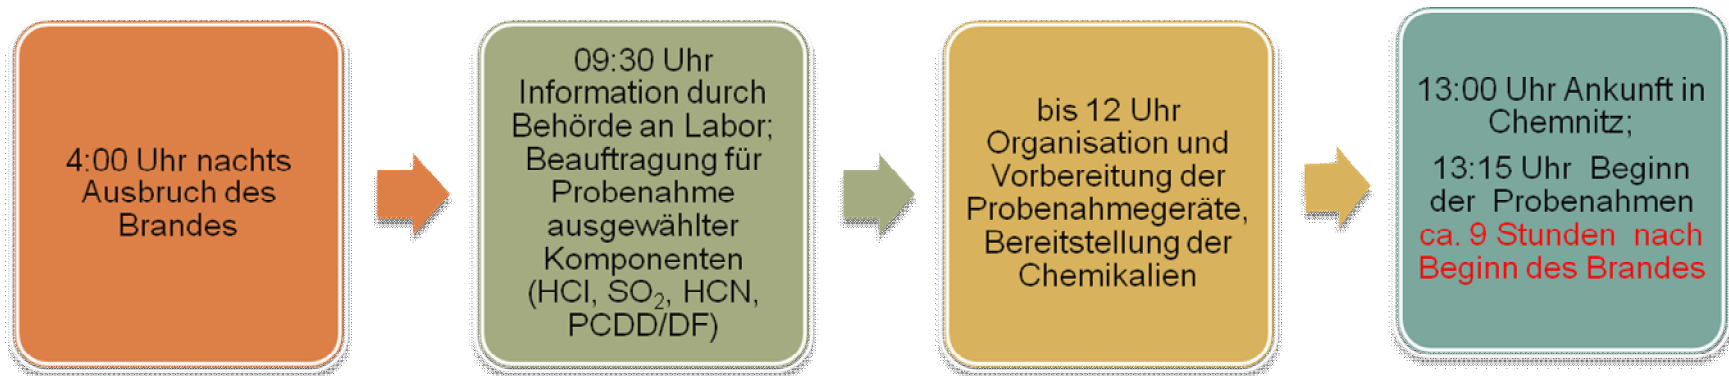 4:00 Uhr nachts
Ausbruch des
Brandes
09:30 Uhr
Information durch
Behörde an Labor;
Beauftragung für
Probenahme
ausgewählter
Komponenten
(HCl, SO₂, HCN,
PCDD/DF)
bis 12 Uhr
Organisation und
Vorbereitung der
Probenahmegeräte,
Bereitstellung der
Chemikalien
13:00 Uhr Ankunft in
Chemnitz;
13:15 Uhr Beginn
der Probenahmen
ca. 9 Stunden nach
Beginn des Brandes